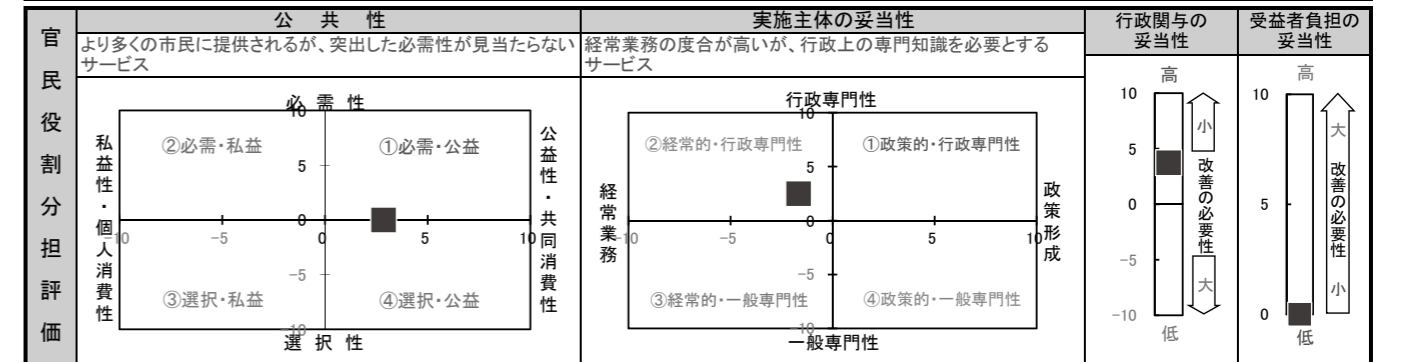 官民役割分担評価
公共性
より多くの市民に提供されるが、突出した必需性が見当たらない
サービス
必需性
10
②必需・私益
①必需・公益
5
私益性・個人消費性
公益性・共同消費性
0
-10
-5
0
5
10
-5
③選択・私益
④選択・公益
-10
選択性
実施主体の妥当性
経常業務の度合が高いが、行政上の専門知識を必要とする
サービス
行政専門性
10
②経常的・行政専門性
①政策的・行政専門性
5
経常業務
政策形成
0
-10
-5
0
5
10
-5
③経常的・一般専門性
④政策的・一般専門性
-10
一般専門性
行政関与の
妥当性
高
10
5
0
-5
-10
小
改善の必要性
大
低
受益者負担の
妥当性
高
10
5
0
大
改善の必要性
小
低